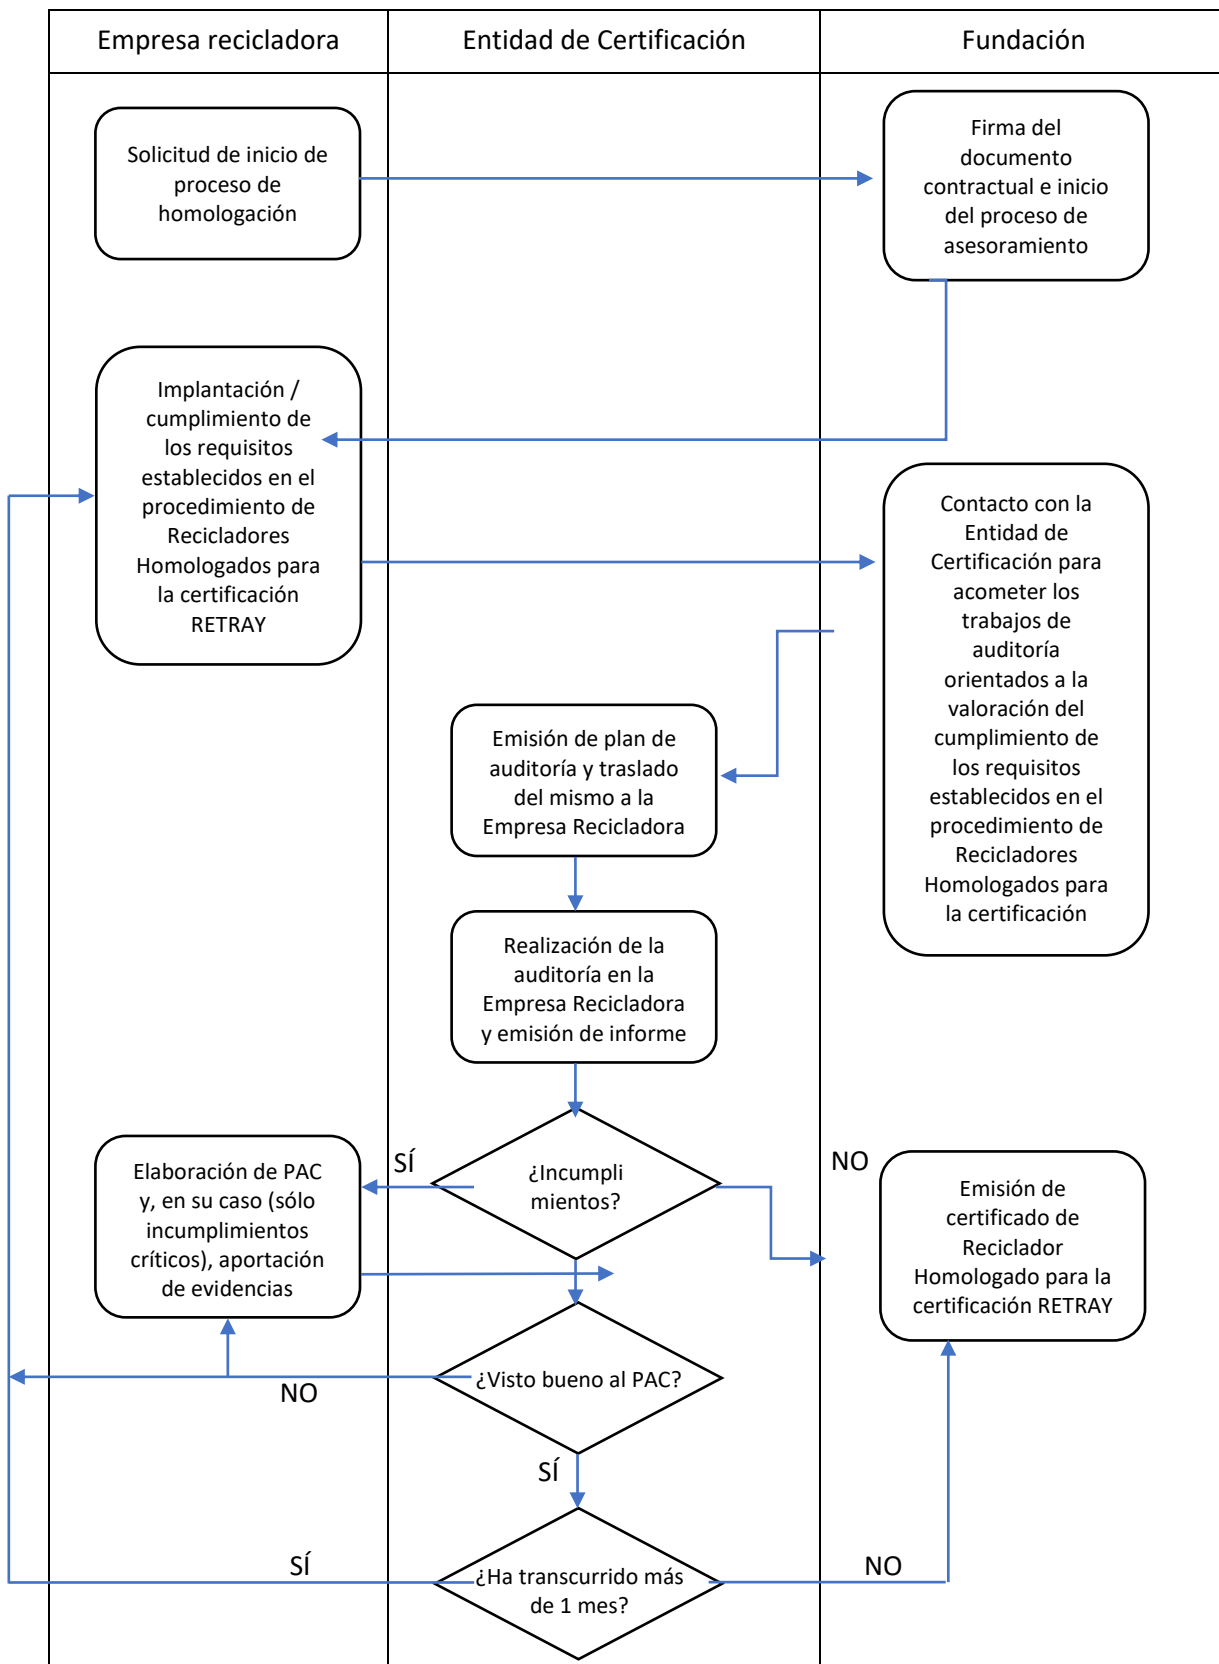 Empresa recicladora
Entidad de Certificación
Fundación
Solicitud de inicio de
proceso de
homologación
Firma del
documento
contractual e inicio
del proceso de
asesoramiento
Implantación /
cumplimiento de
los requisitos
establecidos en el
procedimiento de
Recicladores
Homologados para
la certificación
RETRAY
Contacto con la
Entidad de
Certificación para
acometer los
trabajos de
auditoría
orientados a la
valoración del
cumplimiento de
los requisitos
establecidos en el
procedimiento de
Recicladores
Homologados para
la certificación
Emisión de plan de
auditoría y traslado
del mismo a la
Empresa Recicladora
Realización de la
auditoría en la
Empresa Recicladora
y emisión de informe
¿Incumpli
mientos?
SÍ
NO
Elaboración de PAC
y, en su caso (sólo
incumplimientos
críticos), aportación
de evidencias
Emisión de
certificado de
Reciclador
Homologado para la
certificación RETRAY
¿Visto bueno al PAC?
NO
SÍ
¿Ha transcurrido más
de 1 mes?
SÍ
NO